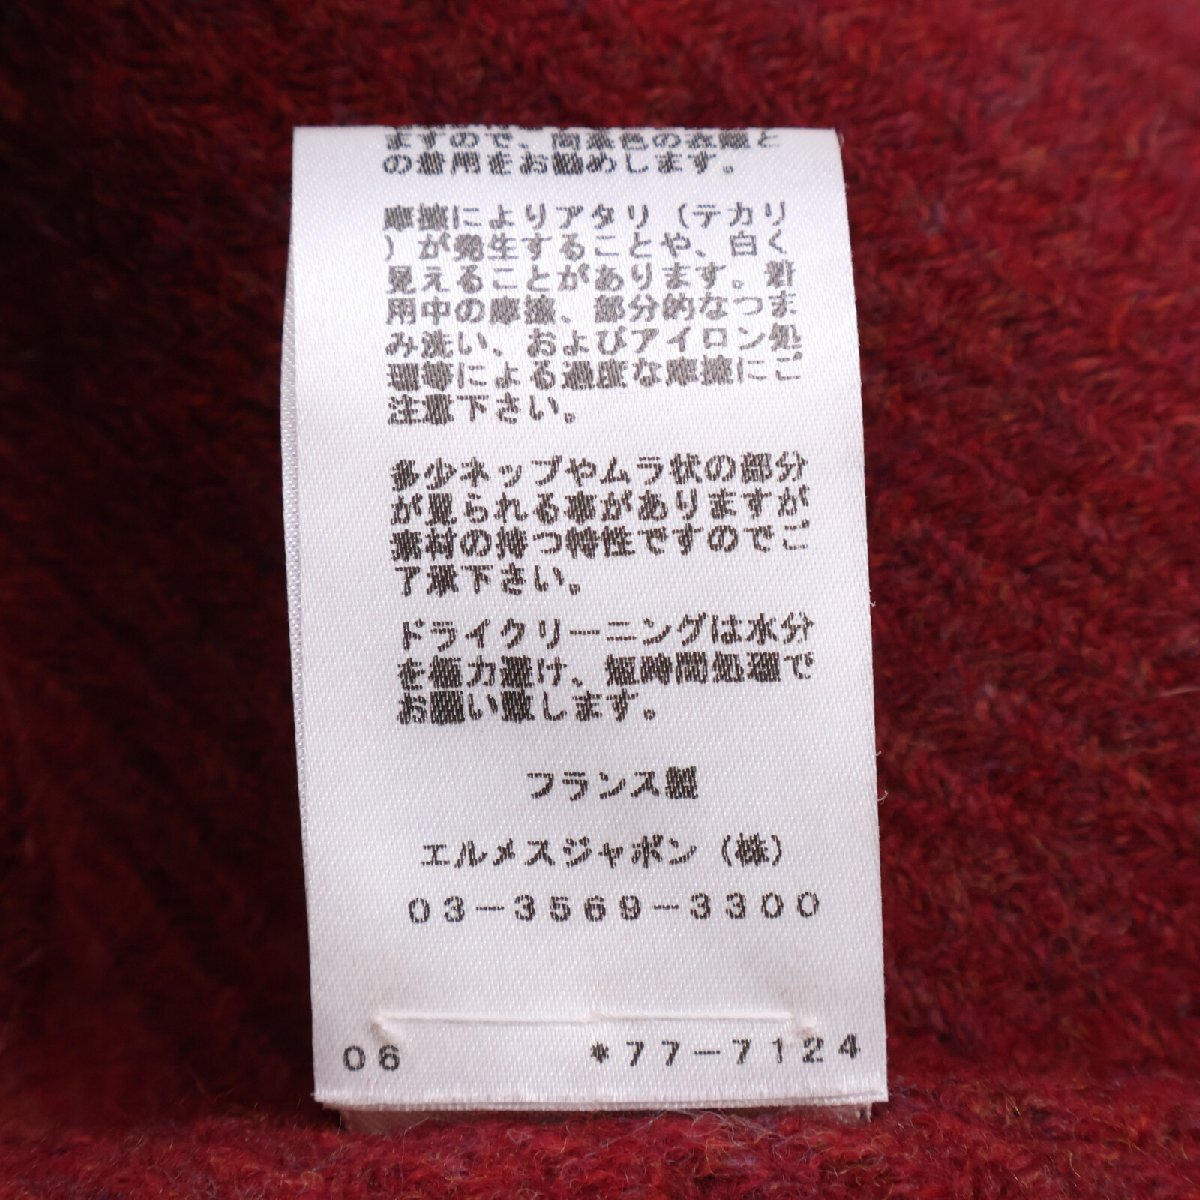 ますので、同系色の衣類と
の着用をお勧めします。
摩擦によりアタリ（テカリ
）が発生することや、白く
見えることがあります。着
用中の摩擦、部分的なつま
み洗い、およびアイロン処
理等による過度な摩擦にご
注意下さい。
多少ネップやムラ状の部分
が見られる事がありますが
素材の持つ特性ですのでご
了承下さい。
ドライクリーニングは水分
を極力避け、短時間処理で
お願い致します。
フランス製
エルメスジャポン（株）
03-3569-3300
06 *77-7124